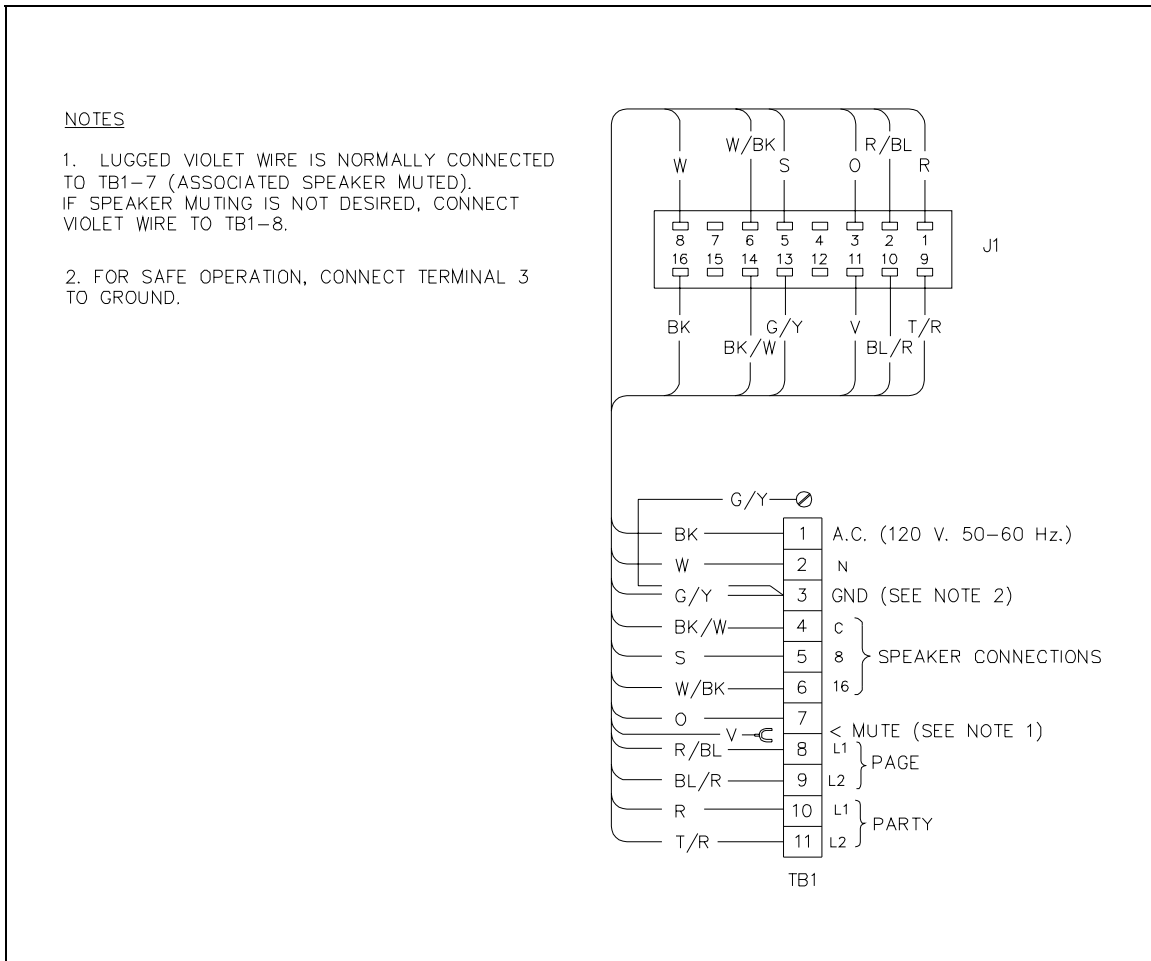 NOTES
1. LUGGED VIOLET WIRE IS NORMALLY CONNECTED
TO TB1-7 (ASSOCIATED SPEAKER MUTED).
IF SPEAKER MUTING IS NOT DESIRED, CONNECT
VIOLET WIRE TO TB1-8.
2. FOR SAFE OPERATION, CONNECT TERMINAL 3
TO GROUND.
W/BK R/BL
W S O R
8 7 6 5 4 3 2 1
J1
16 15 14 13 12 11 10 9
BK G/Y V T/R
BK/W BL/R
G/Y
BK 1 A.C. (120 V. 50-60 Hz.)
W 2 N
G/Y 3 GND (SEE NOTE 2)
BK/W 4 C
S 5 8 SPEAKER CONNECTIONS
W/BK 6 16
O 7
V < MUTE (SEE NOTE 1)
R/BL 8 L1
PAGE
BL/R 9 L2
R 10 L1
PARTY
T/R 11 L2
TB1